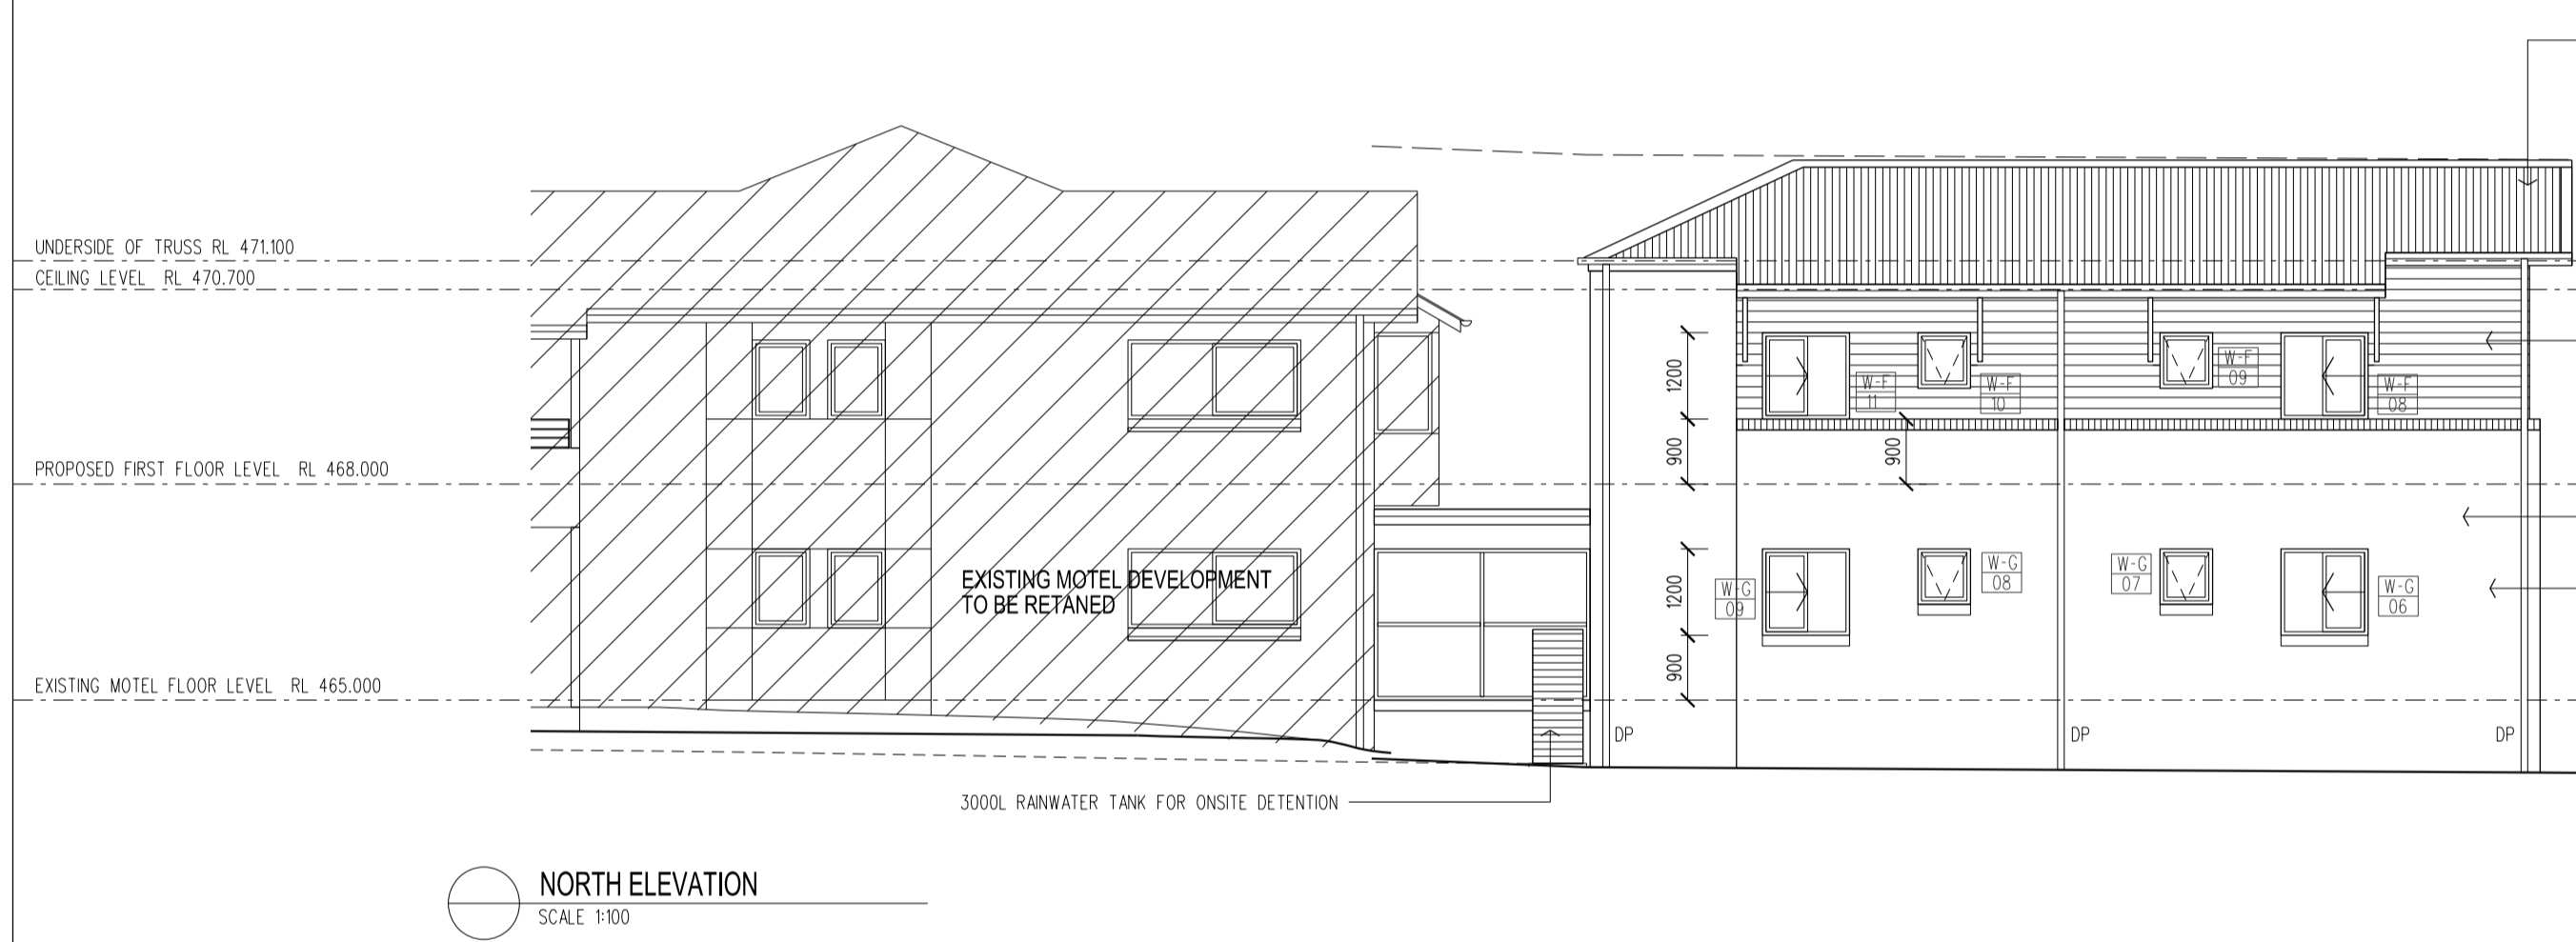 UNDERSIDE OF TRUSS RL 471.100
CEILING LEVEL RL 470.700
PROPOSED FIRST FLOOR LEVEL RL 468.000
EXISTING MOTEL FLOOR LEVEL RL 465.000
EXISTING MOTEL DEVELOPMENT
TO BE RETANED
3000L RAINWATER TANK FOR ONSITE DETENTION
1200
900
1200
900
900
W-F
11
W-F
10
W-F
09
W-F
08
W-G
09
W-G
08
W-G
07
W-G
06
DP
DP
DP
NORTH ELEVATION
SCALE 1:100